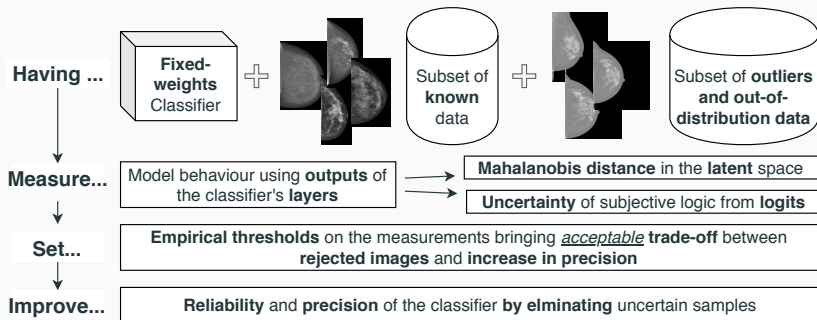 Having ...
Fixed-
weights
Classifier
Subset of
known
data
Subset of outliers
and out-of-
distribution data
Measure...
Model behaviour using outputs of
the classifier's layers
Mahalanobis distance in the latent space
Uncertainty of subjective logic from logits
Set...
Empirical thresholds on the measurements bringing acceptable trade-off between
rejected images and increase in precision
Improve...
Reliability and precision of the classifier by elminating uncertain samples